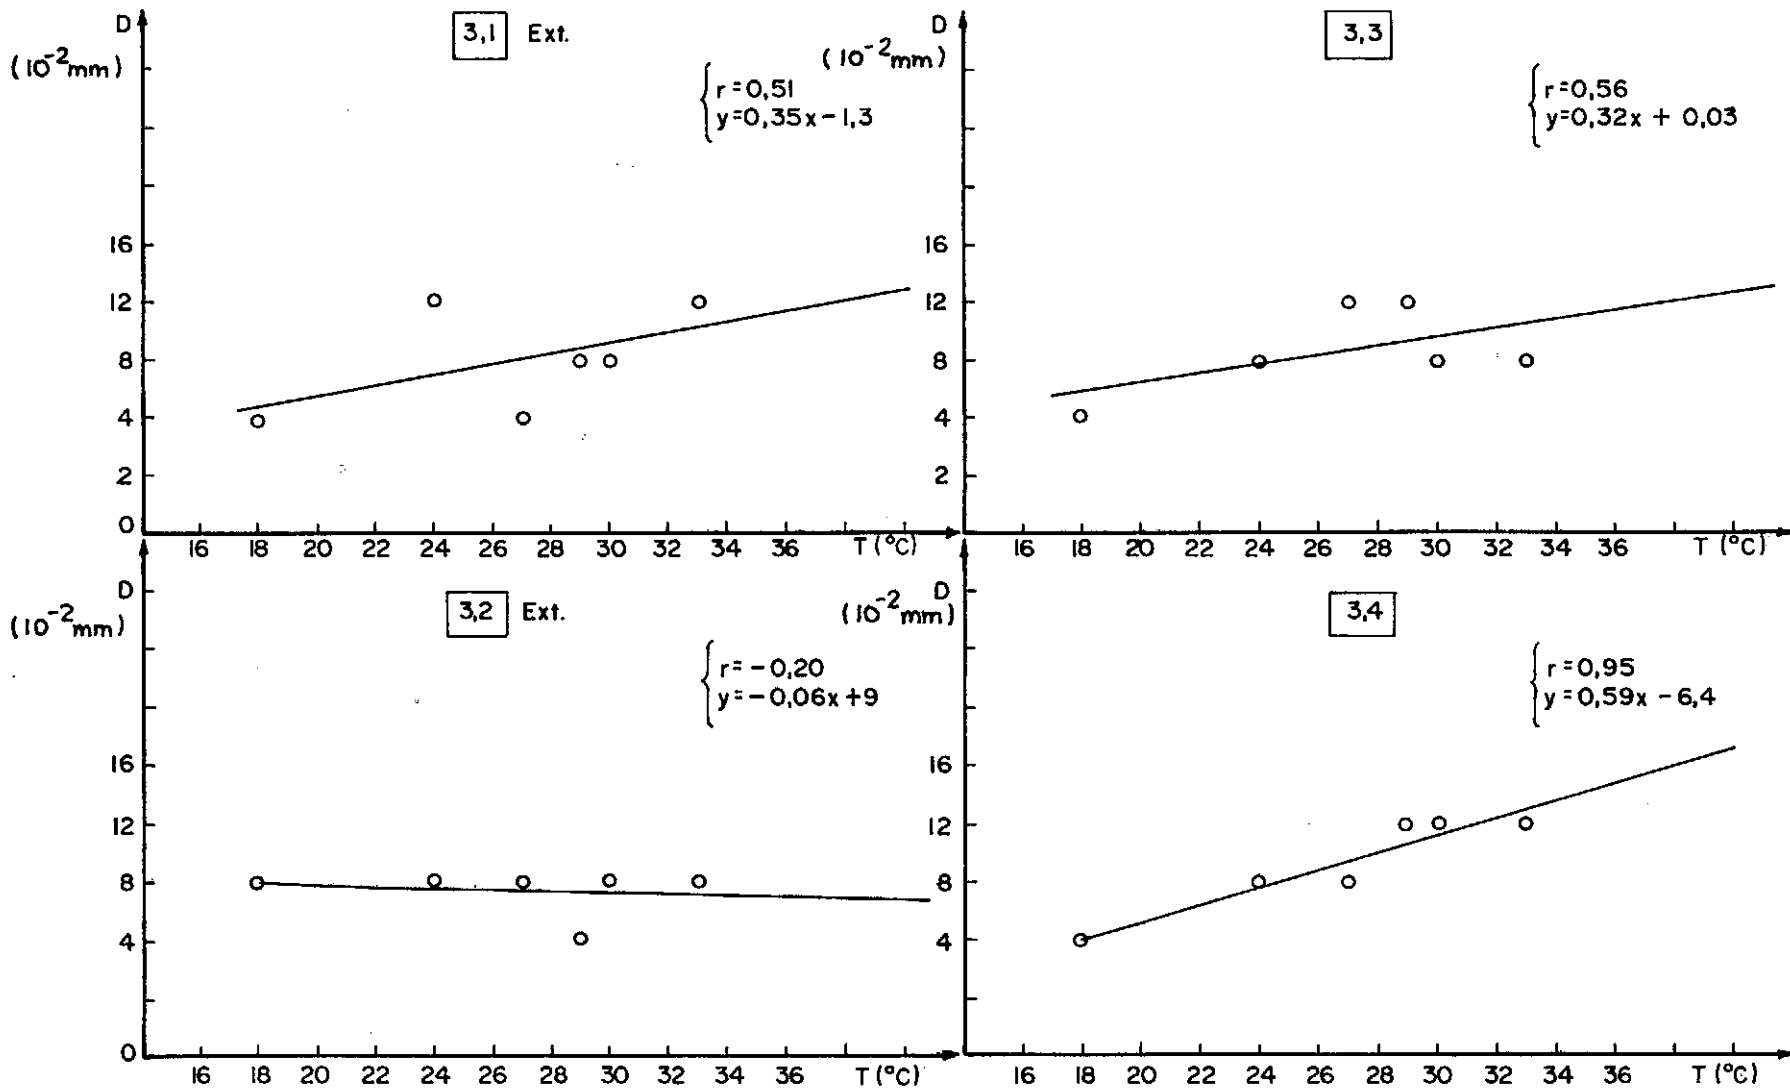 D
(10⁻²mm)
3,1 Ext.
r=0,51
y=0,35x-1,3
16
12
8
4
2
0
16 18 20 22 24 26 28 30 32 34 36 T (°C)
D
(10⁻²mm)
3,3
r=0,56
y=0,32x + 0,03
16
12
8
4
2
16 18 20 22 24 26 28 30 32 34 36 T (°C)
D
(10⁻²mm)
3,2 Ext.
r=-0,20
y=-0,06x+9
16
12
8
4
0
16 18 20 22 24 26 28 30 32 34 36 T (°C)
D
(10⁻²mm)
3,4
r=0,95
y=0,59x-6,4
16
12
8
4
16 18 20 22 24 26 28 30 32 34 36 T (°C)